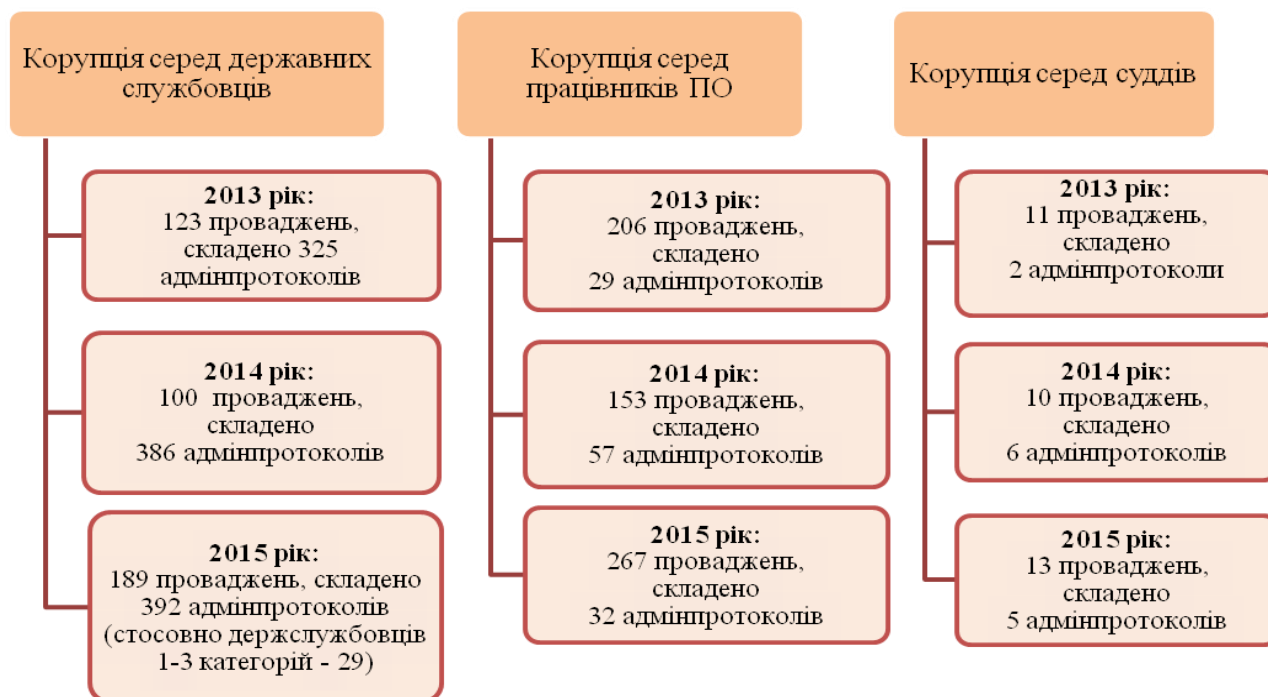 Корупція серед державних
службовців
2013 рік:
123 проваджень,
складено 325
адмінпротоколів
2014 рік:
100 проваджень,
складено
386 адмінпротоколів
2015 рік:
189 проваджень, складено
392 адмінпротоколів
(стосовно держслужбовців
1-3 категорій - 29)
Корупція серед
працівників ПО
2013 рік:
206 проваджень,
складено
29 адмінпротоколів
2014 рік:
153 проваджень,
складено
57 адмінпротоколів
2015 рік:
267 проваджень,
складено
32 адмінпротоколів
Корупція серед суддів
2013 рік:
11 проваджень,
складено
2 адмінпротоколи
2014 рік:
10 проваджень,
складено
6 адмінпротоколів
2015 рік:
13 проваджень,
складено
5 адмінпротоколів